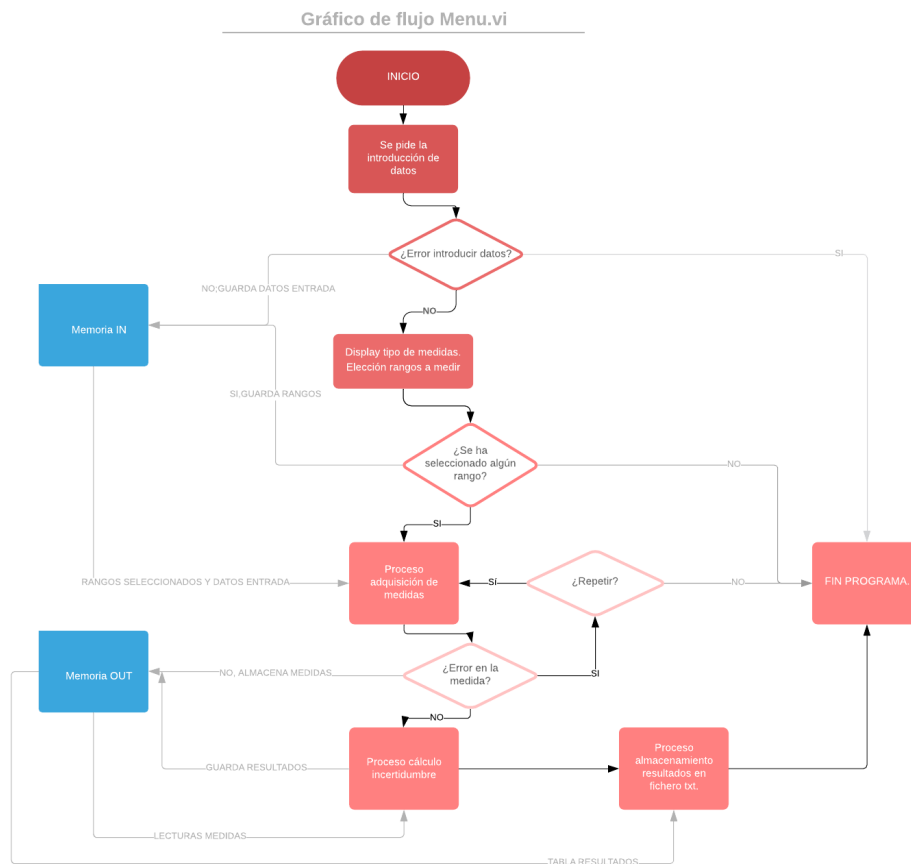 Gráfico de flujo Menu.vi
INICIO
Se pide la
introducción de
datos
¿Error introducir datos?
SI
NO;GUARDA DATOS ENTRADA
Memoria IN
NO
Display tipo de medidas.
Elección rangos a medir
SI,GUARDA RANGOS
¿Se ha
seleccionado algún
rango?
NO
SI
Proceso
adquisición de
medidas
RANGOS SELECCIONADOS Y DATOS ENTRADA
Sí
¿Repetir?
NO
FIN PROGRAMA.
Memoria OUT
NO, ALMACENA MEDIDAS
¿Error en la
medida?
SI
NO
GUARDA RESULTADOS
Proceso cálculo
incertidumbre
Proceso
almacenamiento
resultados en
fichero txt.
LECTURAS MEDIDAS
TABLA RESULTADOS